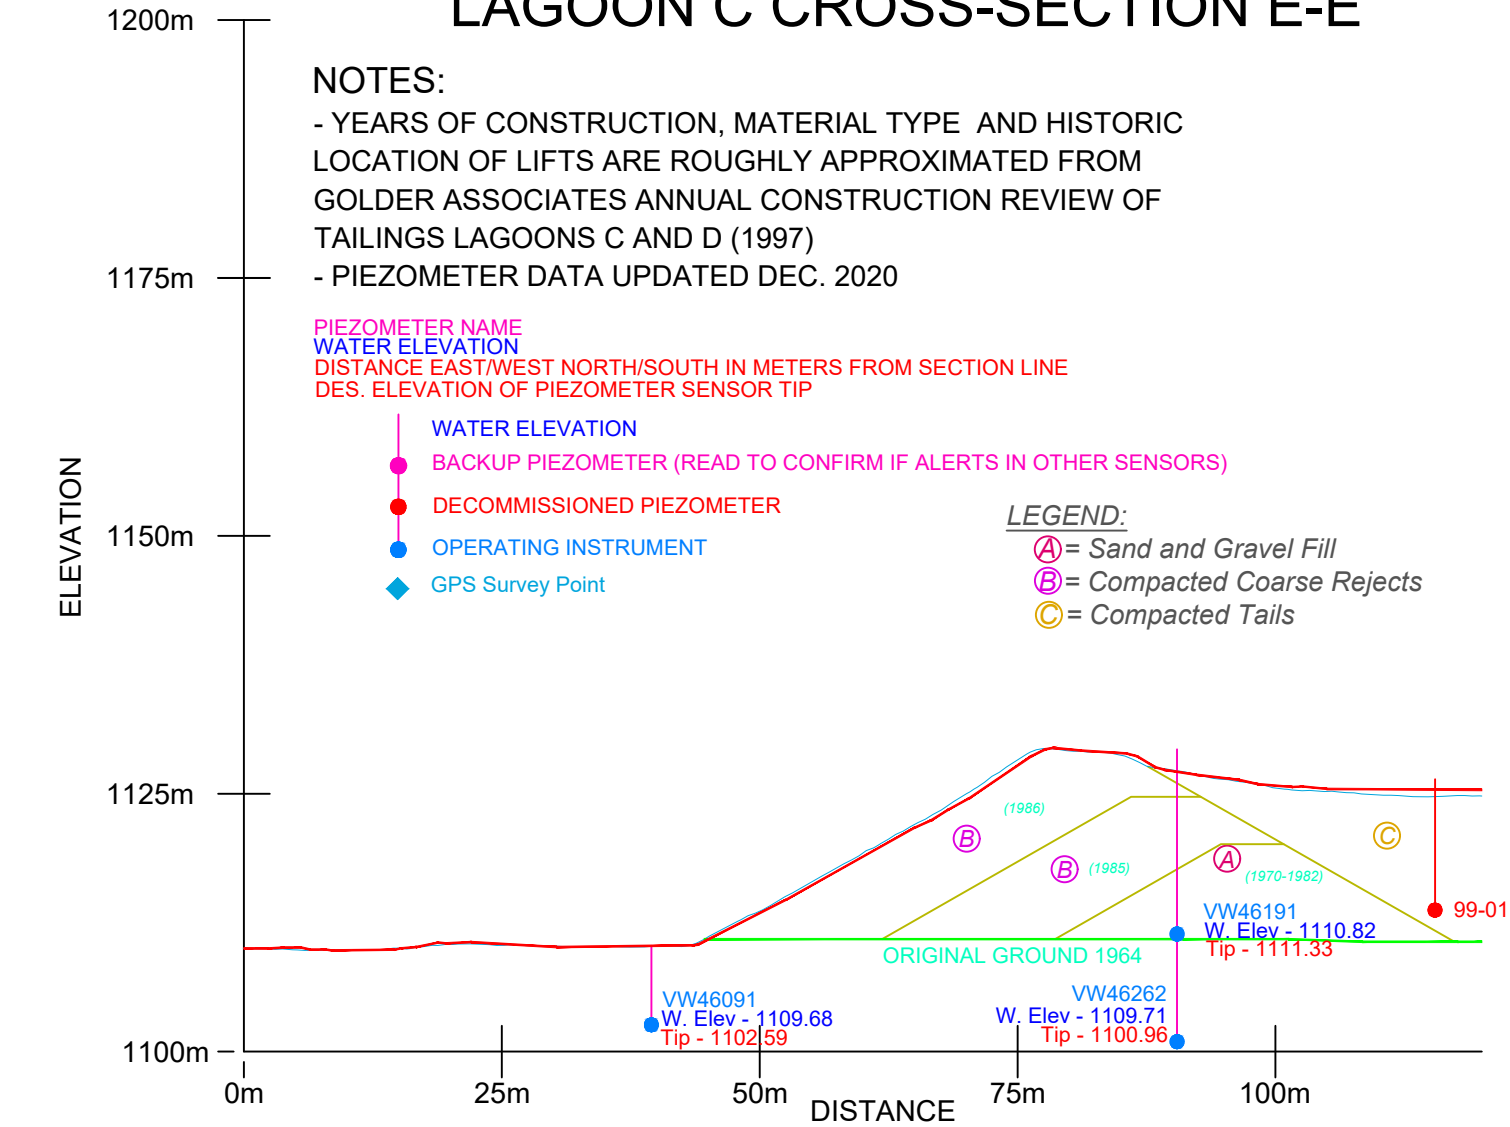 LAGOON C CROSS-SECTION E-E
1200m
NOTES:
- YEARS OF CONSTRUCTION, MATERIAL TYPE AND HISTORIC
LOCATION OF LIFTS ARE ROUGHLY APPROXIMATED FROM
GOLDER ASSOCIATES ANNUAL CONSTRUCTION REVIEW OF
TAILINGS LAGOONS C AND D (1997)
- PIEZOMETER DATA UPDATED DEC. 2020
1175m
PIEZOMETER NAME
WATER ELEVATION
DISTANCE EAST/WEST NORTH/SOUTH IN METERS FROM SECTION LINE
DES. ELEVATION OF PIEZOMETER SENSOR TIP
WATER ELEVATION
BACKUP PIEZOMETER (READ TO CONFIRM IF ALERTS IN OTHER SENSORS)
DECOMMISSIONED PIEZOMETER
OPERATING INSTRUMENT
GPS Survey Point
LEGEND:
A = Sand and Gravel Fill
B = Compacted Coarse Rejects
C = Compacted Tails
ELEVATION
1150m
1125m
(1986)
B
B
(1985)
A
(1970-1982)
C
99-01
VW46191
W. Elev - 1110.82
Tip - 1111.33
ORIGINAL GROUND 1964
VW46091
W. Elev - 1109.68
Tip - 1102.59
VW46262
W. Elev - 1109.71
Tip - 1100.96
1100m
0m
25m
50m
75m
100m
DISTANCE